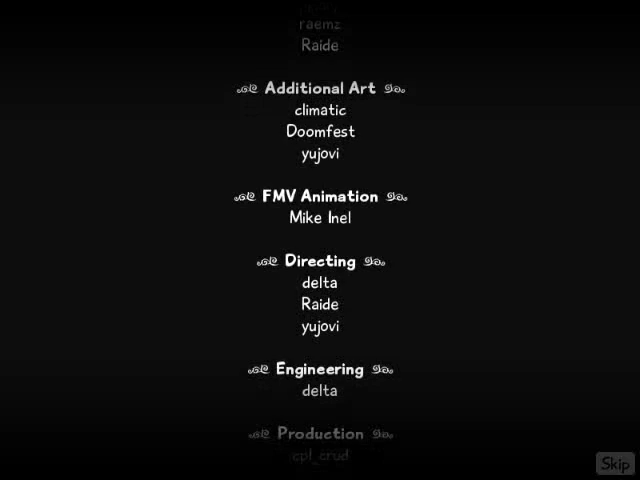 raemz
Raide
Additional Art
climatic
Doomfest
yujovi
FMV Animation
Mike Inel
Directing
delta
Raide
yujovi
Engineering
delta
Production
cpl_crud
Skip